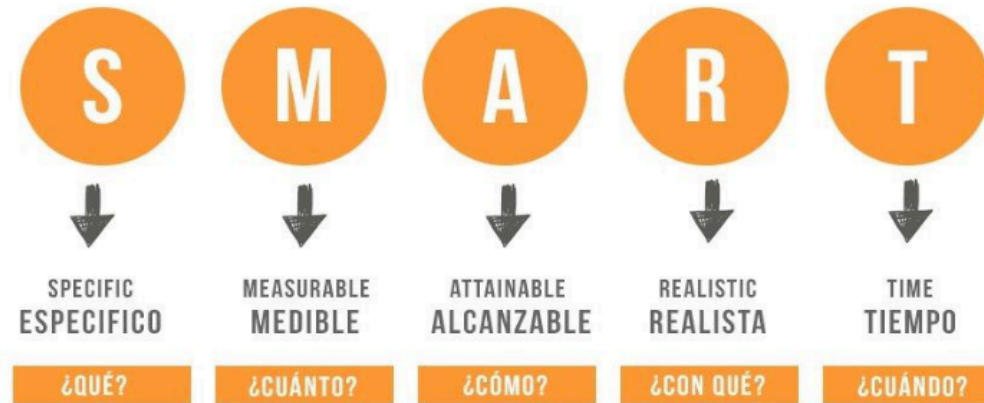 S M A R T
SPECIFIC MEASURABLE ATTAINABLE REALISTIC TIME
ESPECIFICO MEDIBLE ALCANZABLE REALISTA TIEMPO
¿QUÉ? ¿CUÁNTO? ¿CÓMO? ¿CON QUÉ? ¿CUÁNDO?